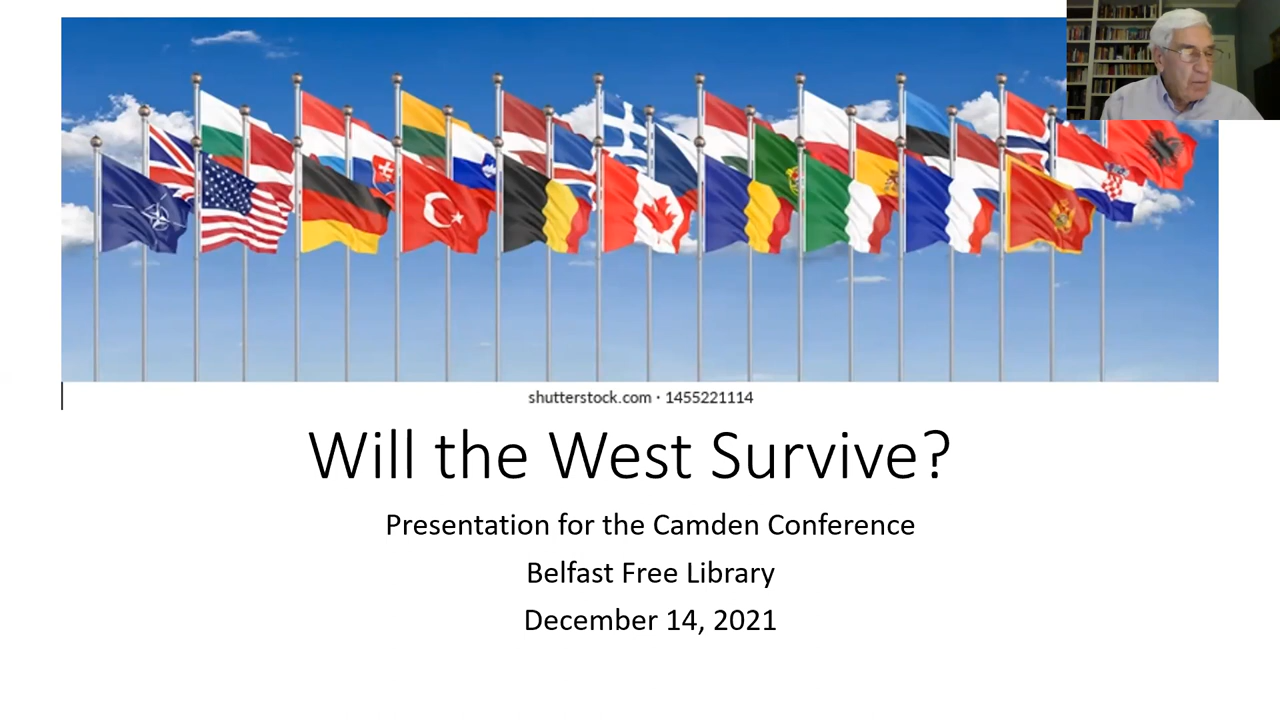 shutterstock.com · 1455221114
Will the West Survive?
Presentation for the Camden Conference
Belfast Free Library
December 14, 2021